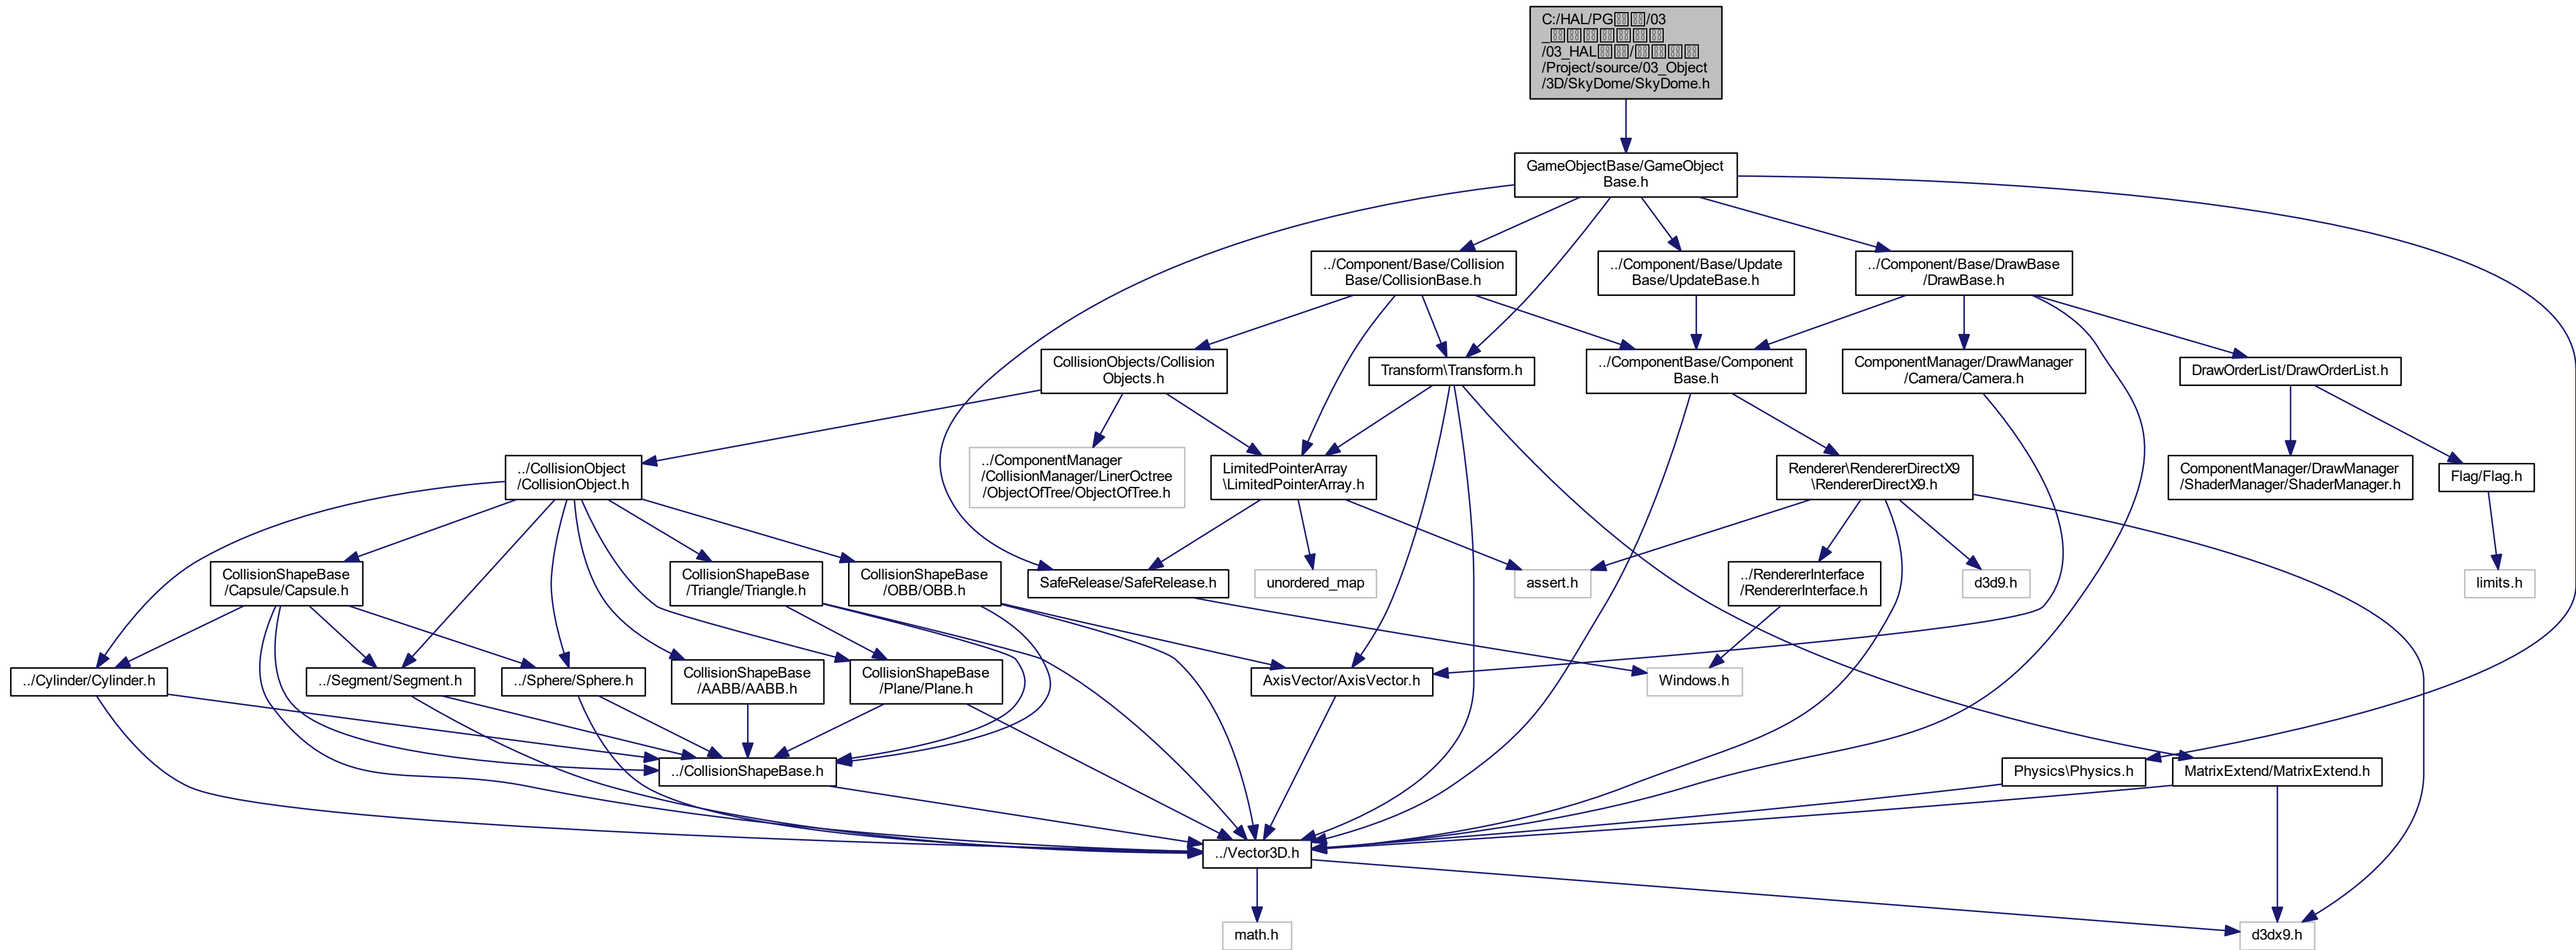 C:/HAL/PG/03
_
/03_HAL/
/Project/source/03_Object
/3D/SkyDome/SkyDome.h
GameObjectBase/GameObject
Base.h
../Component/Base/Collision
Base/CollisionBase.h
../Component/Base/Update
Base/UpdateBase.h
../Component/Base/DrawBase
/DrawBase.h
CollisionObjects/Collision
Objects.h
Transform\Transform.h
../ComponentBase/Component
Base.h
ComponentManager/DrawManager
/Camera/Camera.h
DrawOrderList/DrawOrderList.h
../CollisionObject
/CollisionObject.h
../ComponentManager
/CollisionManager/LinerOctree
/ObjectOfTree/ObjectOfTree.h
LimitedPointerArray
\LimitedPointerArray.h
Renderer\RendererDirectX9
\RendererDirectX9.h
ComponentManager/DrawManager
/ShaderManager/ShaderManager.h
Flag/Flag.h
CollisionShapeBase
/Capsule/Capsule.h
CollisionShapeBase
/Triangle/Triangle.h
CollisionShapeBase
/OBB/OBB.h
SafeRelease/SafeRelease.h
unordered_map
assert.h
../RendererInterface
/RendererInterface.h
d3d9.h
limits.h
../Cylinder/Cylinder.h
../Segment/Segment.h
../Sphere/Sphere.h
CollisionShapeBase
/AABB/AABB.h
CollisionShapeBase
/Plane/Plane.h
AxisVector/AxisVector.h
Windows.h
../CollisionShapeBase.h
Physics\Physics.h
MatrixExtend/MatrixExtend.h
../Vector3D.h
math.h
d3dx9.h